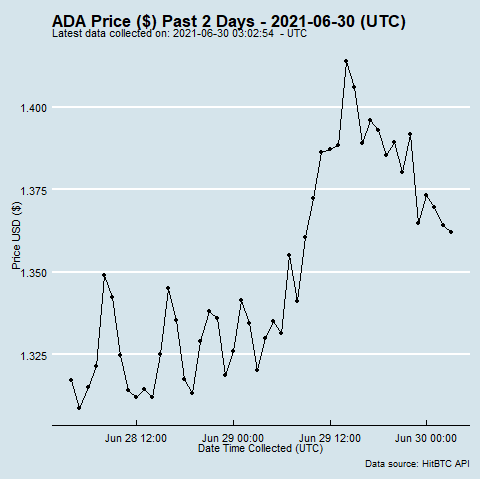 ADA Price ($) Past 2 Days - 2021-06-30 (UTC)
Latest data collected on: 2021-06-30 03:02:54 - UTC
1.400
1.375
1.350
1.325
Price USD ($)
Jun 28 12:00 Jun 29 00:00 Jun 29 12:00 Jun 30 00:00
Date Time Collected (UTC)
Data source: HitBTC API